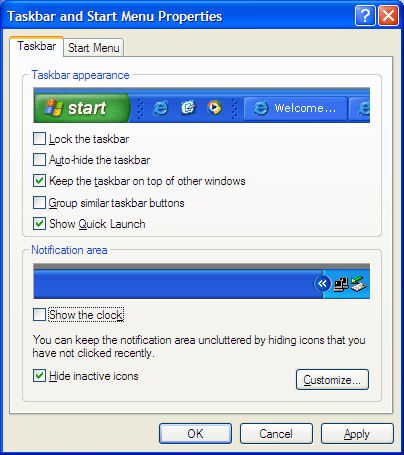 Taskbar and Start Menu Properties
Taskbar
Start Menu
Taskbar appearance
start
Welcome...
Lock the taskbar
Auto-hide the taskbar
Keep the taskbar on top of other windows
Group similar taskbar buttons
Show Quick Launch
Notification area
Show the clock
You can keep the notification area uncluttered by hiding icons that you
have not clicked recently.
Hide inactive icons
Customize...
OK
Cancel
Apply